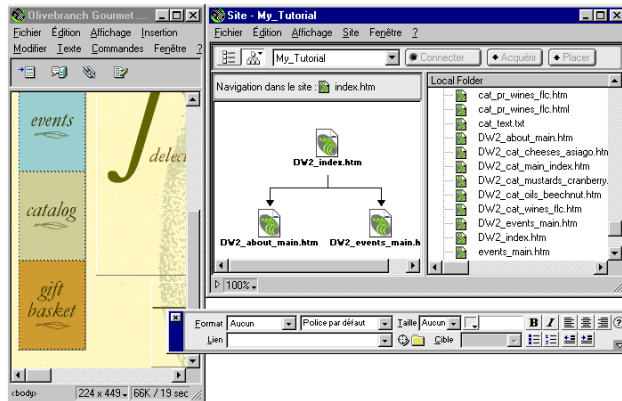 Olivebranch Gourmet ...
Fichier Édition Affichage Insertion
Modifier Texte Commandes Fenêtre ?
events
catalog
gift
basket
delec
<body> 224 x 449 66K / 19 sec
Site - My_Tutorial
Fichier Édition Affichage Site Fenêtre ?
My_Tutorial Connecter Acquérir Placer
Navigation dans le site : index.htm
DW2_index.htm
DW2_about_main.htm DW2_events_main.h
100%
Local Folder
cat_pr_wines_flc.htm
cat_pr_wines_flc.html
cat_text.txt
DW2_about_main.htm
DW2_cat_cheeses_asiago.htm
DW2_cat_main_index.htm
DW2_cat_mustards_cranberry.
DW2_cat_oils_beechnut.htm
DW2_cat_wines_flc.htm
DW2_events_main.htm
DW2_index.htm
events_main.htm
Format Aucun Police par défaut Taille Aucun B I
Lien Cible